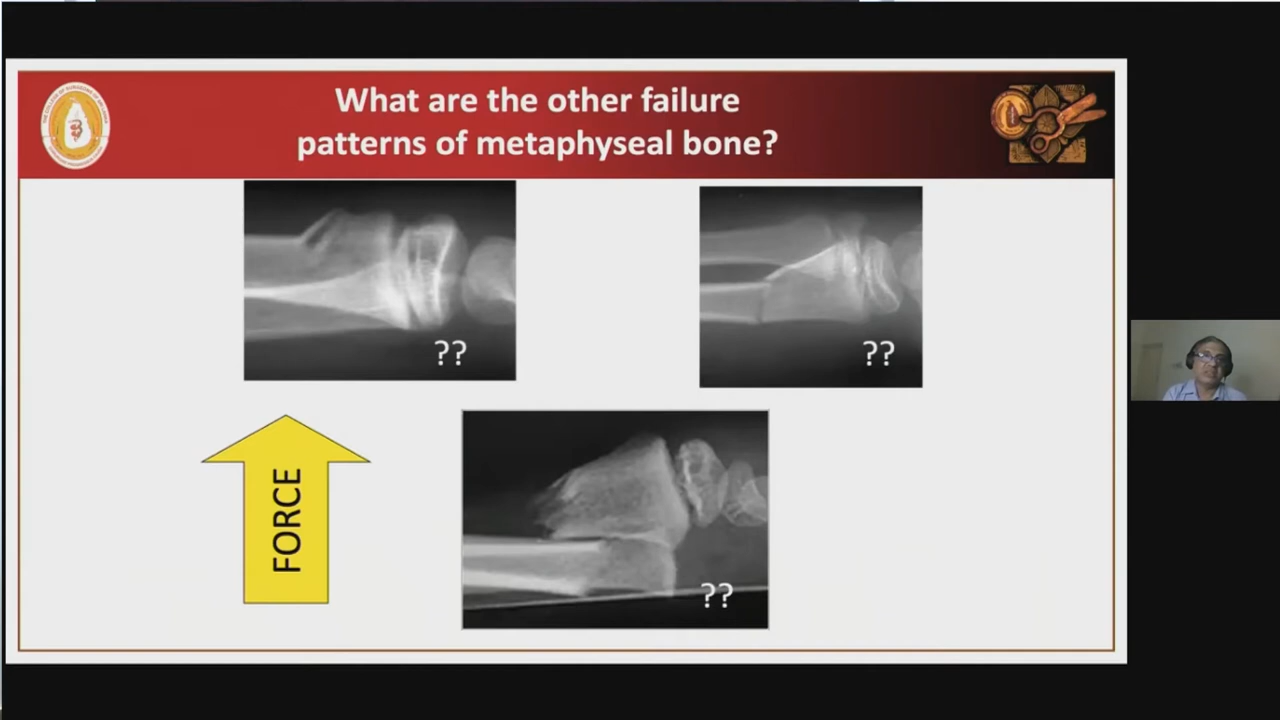 What are the other failure
patterns of metaphyseal bone?
??
??
FORCE
??